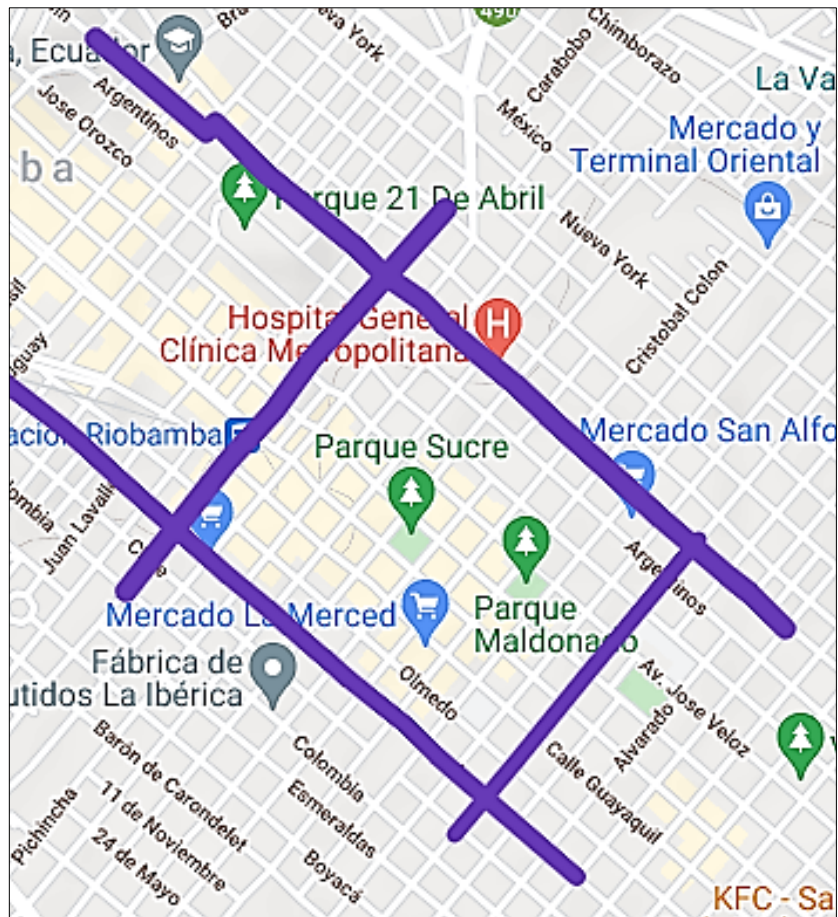 Nueva York
490
Chimborazo
, Ecuador
Carabobo
La Va
Argentinos
Jose Orozco
México
Mercado y
Terminal Oriental
ba
Parque 21 De Abril
Nueva York
Cristobal Colon
Hospital General
Clínica Metropolitana
H
guay
Riobamba
Mercado San Alfo
Parque Sucre
Juan Lavalle
Argentinos
Mercado La Merced
Parque
Maldonado
Fábrica de
utidos La Ibérica
Olmedo
Av. Jose Veloz
Alvarado
Colombia
Calle Guayaquil
Barón de Carondelet
Esmeraldas
11 de Noviembre
Pichincha
24 de Mayo
Boyacá
KFC - Sa